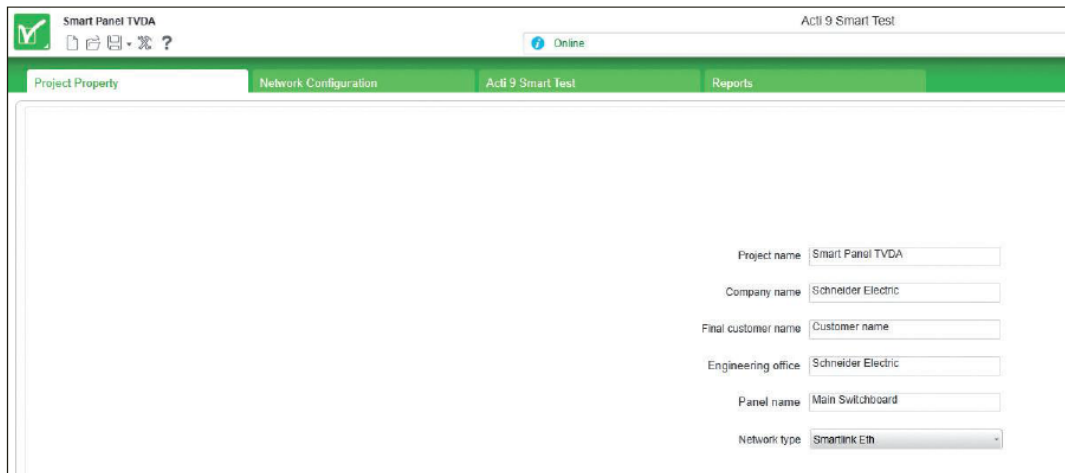 Smart Panel TVDA
Acti 9 Smart Test
?
i Online
Project Property Network Configuration Acti 9 Smart Test Reports
Project name Smart Panel TVDA
Company name Schneider Electric
Final customer name Customer name
Engineering office Schneider Electric
Panel name Main Switchboard
Network type Smartlink Eth